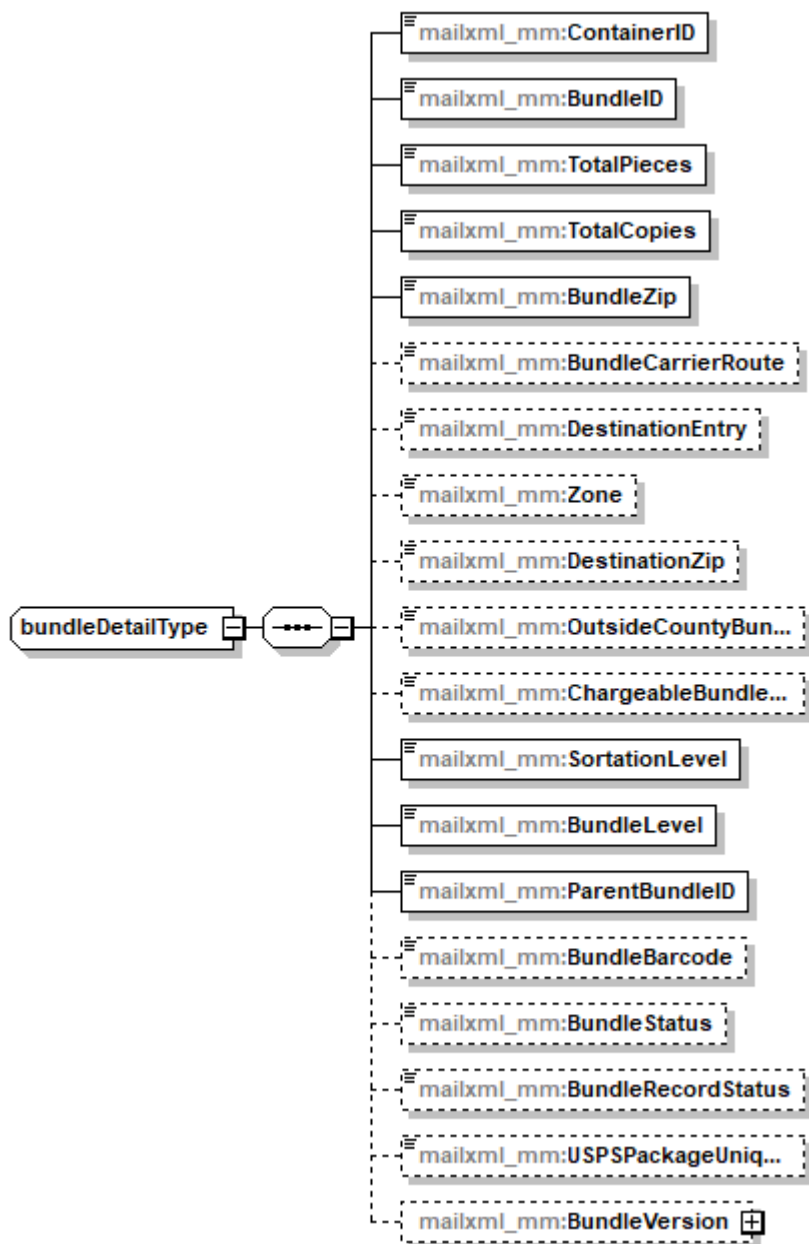 mailxml_mm:ContainerID
mailxml_mm:BundleID
mailxml_mm:TotalPieces
mailxml_mm:TotalCopies
mailxml_mm:BundleZip
mailxml_mm:BundleCarrierRoute
mailxml_mm:DestinationEntry
mailxml_mm:Zone
mailxml_mm:DestinationZip
bundleDetailType
mailxml_mm:OutsideCountyBun...
mailxml_mm:ChargeableBundle...
mailxml_mm:SortationLevel
mailxml_mm:BundleLevel
mailxml_mm:ParentBundleID
mailxml_mm:BundleBarcode
mailxml_mm:BundleStatus
mailxml_mm:BundleRecordStatus
mailxml_mm:USPSPackageUniq...
mailxml_mm:BundleVersion